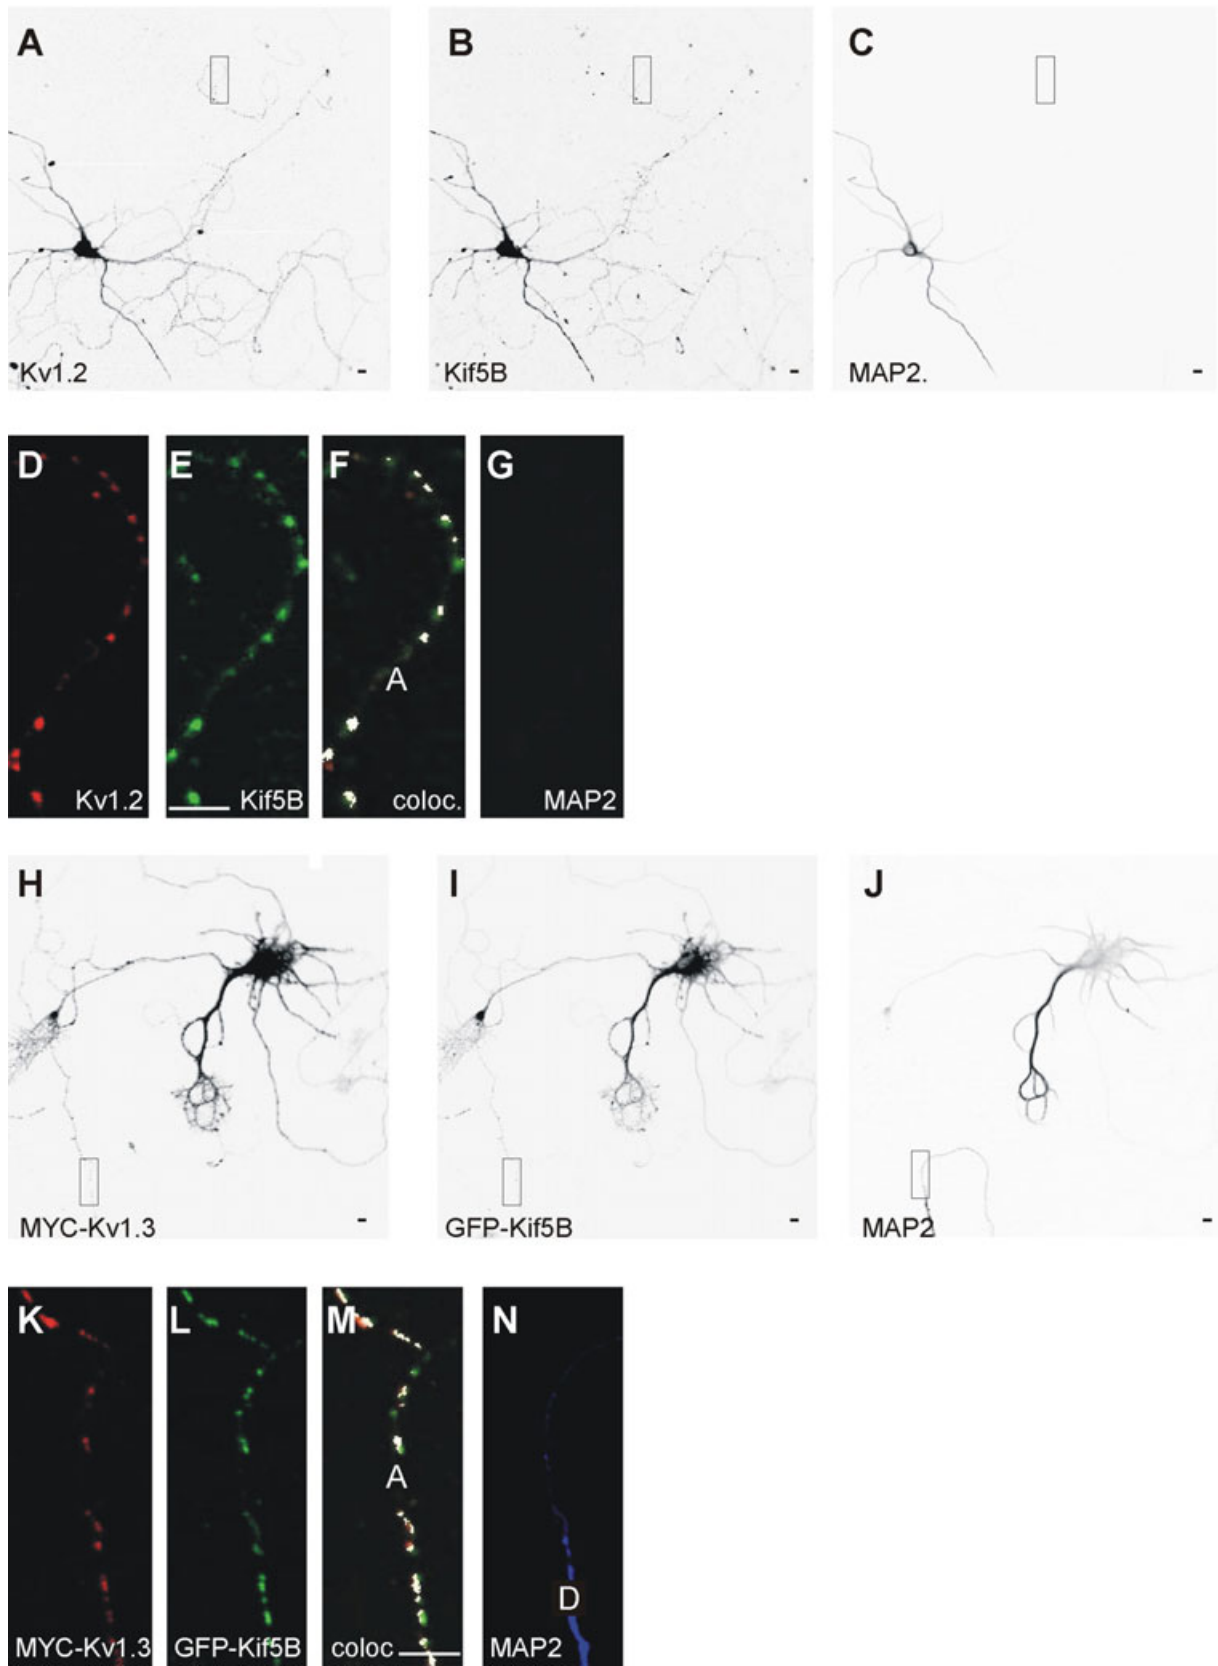 A B C
Kv1.2 Kif5B MAP2.
D E F G
A
Kv1.2 Kif5B coloc. MAP2
H I J
MYC-Kv1.3 GFP-Kif5B MAP2
K L M N
A
D
MYC-Kv1.3 GFP-Kif5B coloc MAP2